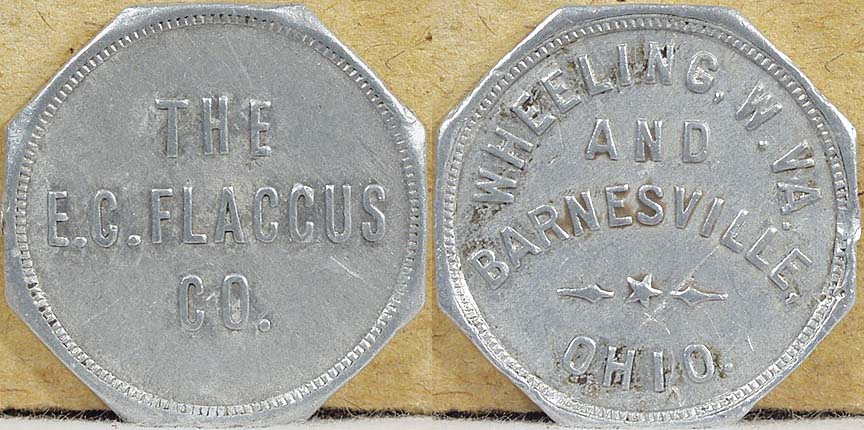 THE
E.C. FLACCUS
CO.
WHEELING, W. VA.
AND
BARNESVILLE,
OHIO.